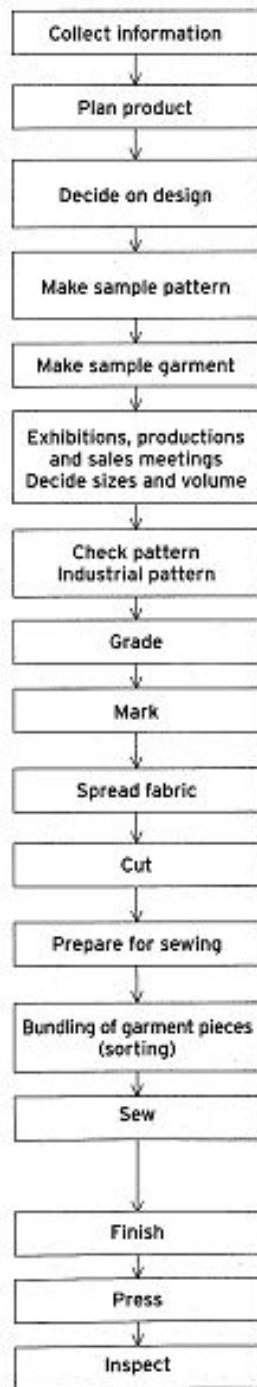 Collect information
Plan product
Decide on design
Make sample pattern
Make sample garment
Exhibitions, productions
and sales meetings
Decide sizes and volume
Check pattern
Industrial pattern
Grade
Mark
Spread fabric
Cut
Prepare for sewing
Bundling of garment pieces
(sorting)
Sew
Finish
Press
Inspect